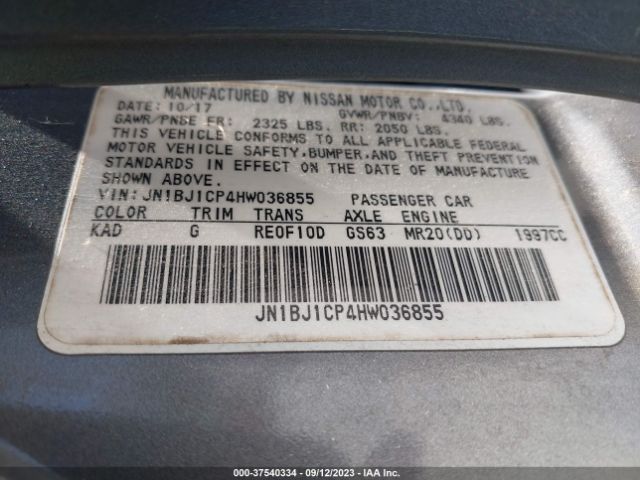 MANUFACTURED BY NISSAN MOTOR CO.,LTD.
DATE: 10/17 GVWR/PNBV: 4340 LBS.
GAWR/PNBE FR: 2325 LBS. RR: 2050 LBS.
THIS VEHICLE CONFORMS TO ALL APPLICABLE FEDERAL
MOTOR VEHICLE SAFETY, BUMPER, AND THEFT PREVENTION
STANDARDS IN EFFECT ON THE DATE OF MANUFACTURE
SHOWN ABOVE.
VIN: JN1BJ1CP4HW036855 PASSENGER CAR
COLOR TRIM TRANS AXLE ENGINE
KAD G RE0F10D GS63 MR20(DD) 1997CC
JN1BJ1CP4HW036855
000-37540334 - 09/12/2023 - IAA Inc.